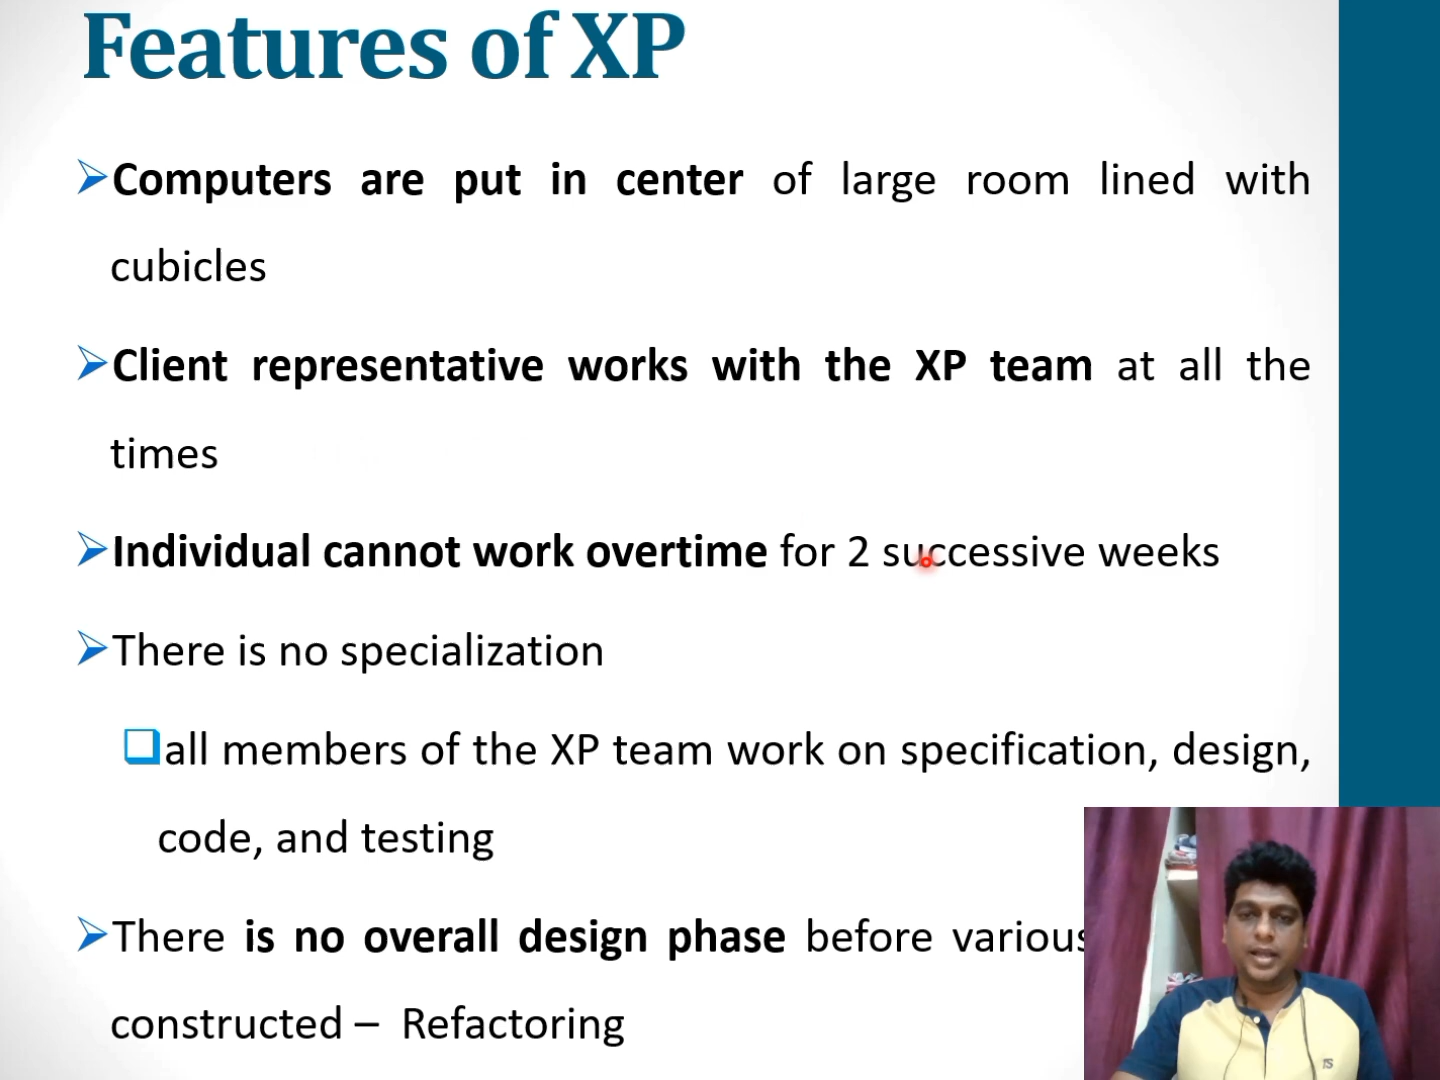 Features of XP
Computers are put in center of large room lined with
cubicles
Client representative works with the XP team at all the
times
Individual cannot work overtime for 2 successive weeks
There is no specialization
all members of the XP team work on specification, design,
code, and testing
There is no overall design phase before various
constructed – Refactoring